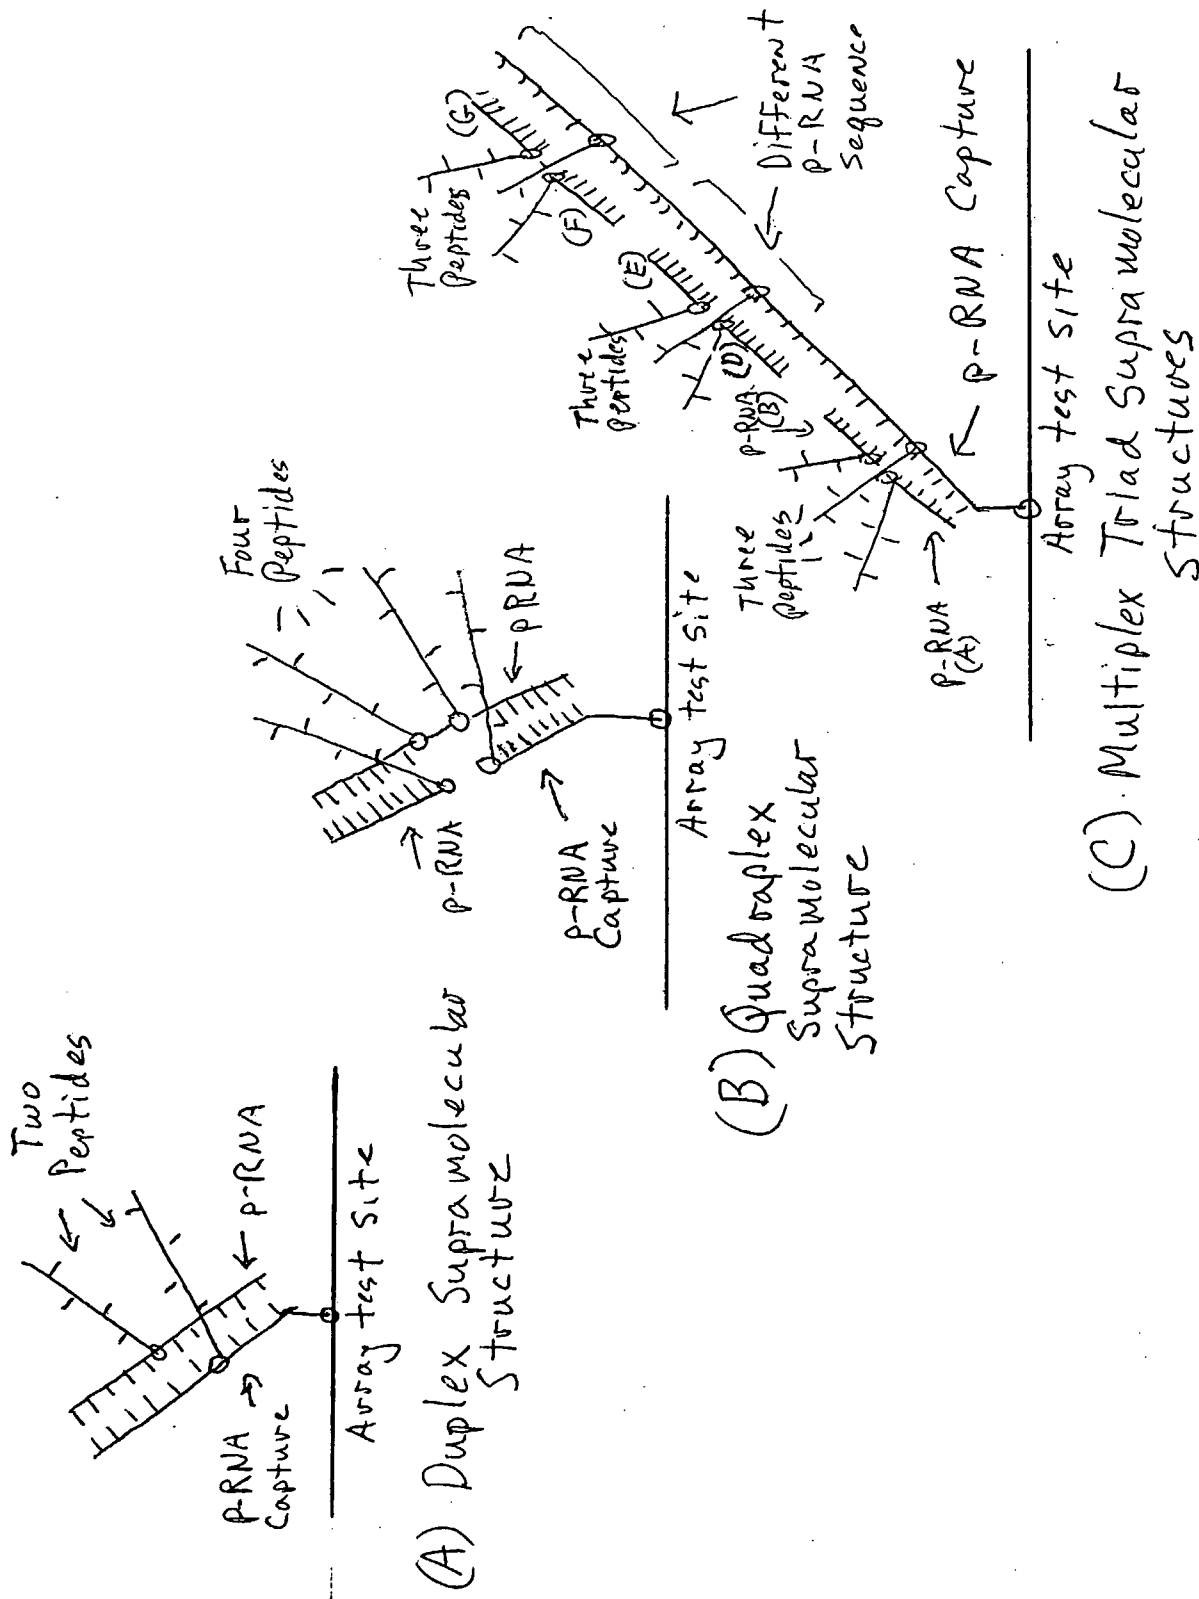 Two
Peptides
p-RNA
p-RNA
Capture
Array test site
(A) Duplex Supramolecular
Structure
Four
Peptides
pRNA
p-RNA
p-RNA
Capture
Array test site
(B) Quadraplex
Supramolecular
Structure
Three
Peptides
(G)
(F)
Three
peptides
(E)
(D)
Different
p-RNA
Sequence
p-RNA
(B)
Three
peptides
p-RNA
(A)
p-RNA Capture
Array test site
(C). Multiplex Triad Supramolecular
Structures